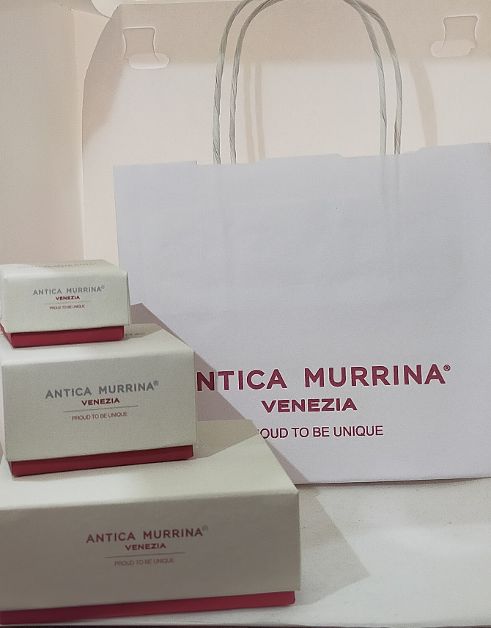 ANTICA MURRINA®
VENEZIA
PROUD TO BE UNIQUE
ANTICA MURRINA®
VENEZIA
PROUD TO BE UNIQUE
NTICA MURRINA®
VENEZIA
OUD TO BE UNIQUE
ANTICA MURRINA®
VENEZIA
PROUD TO BE UNIQUE